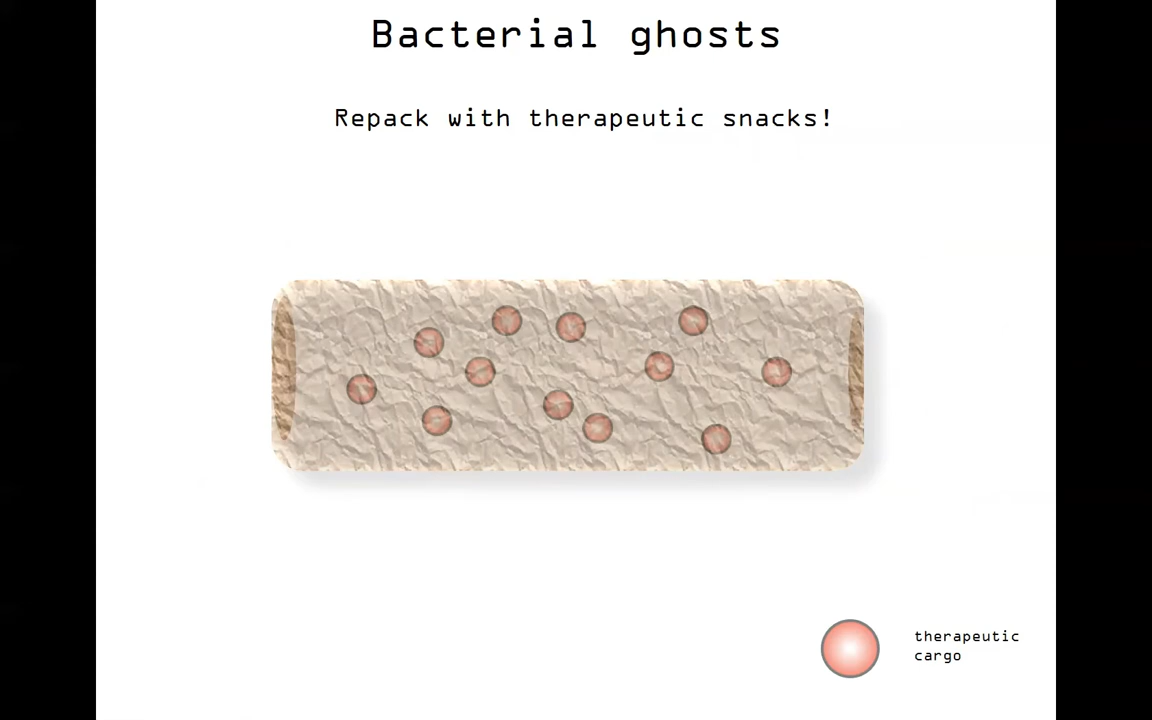 Bacterial ghosts
Repack with therapeutic snacks!
therapeutic
cargo